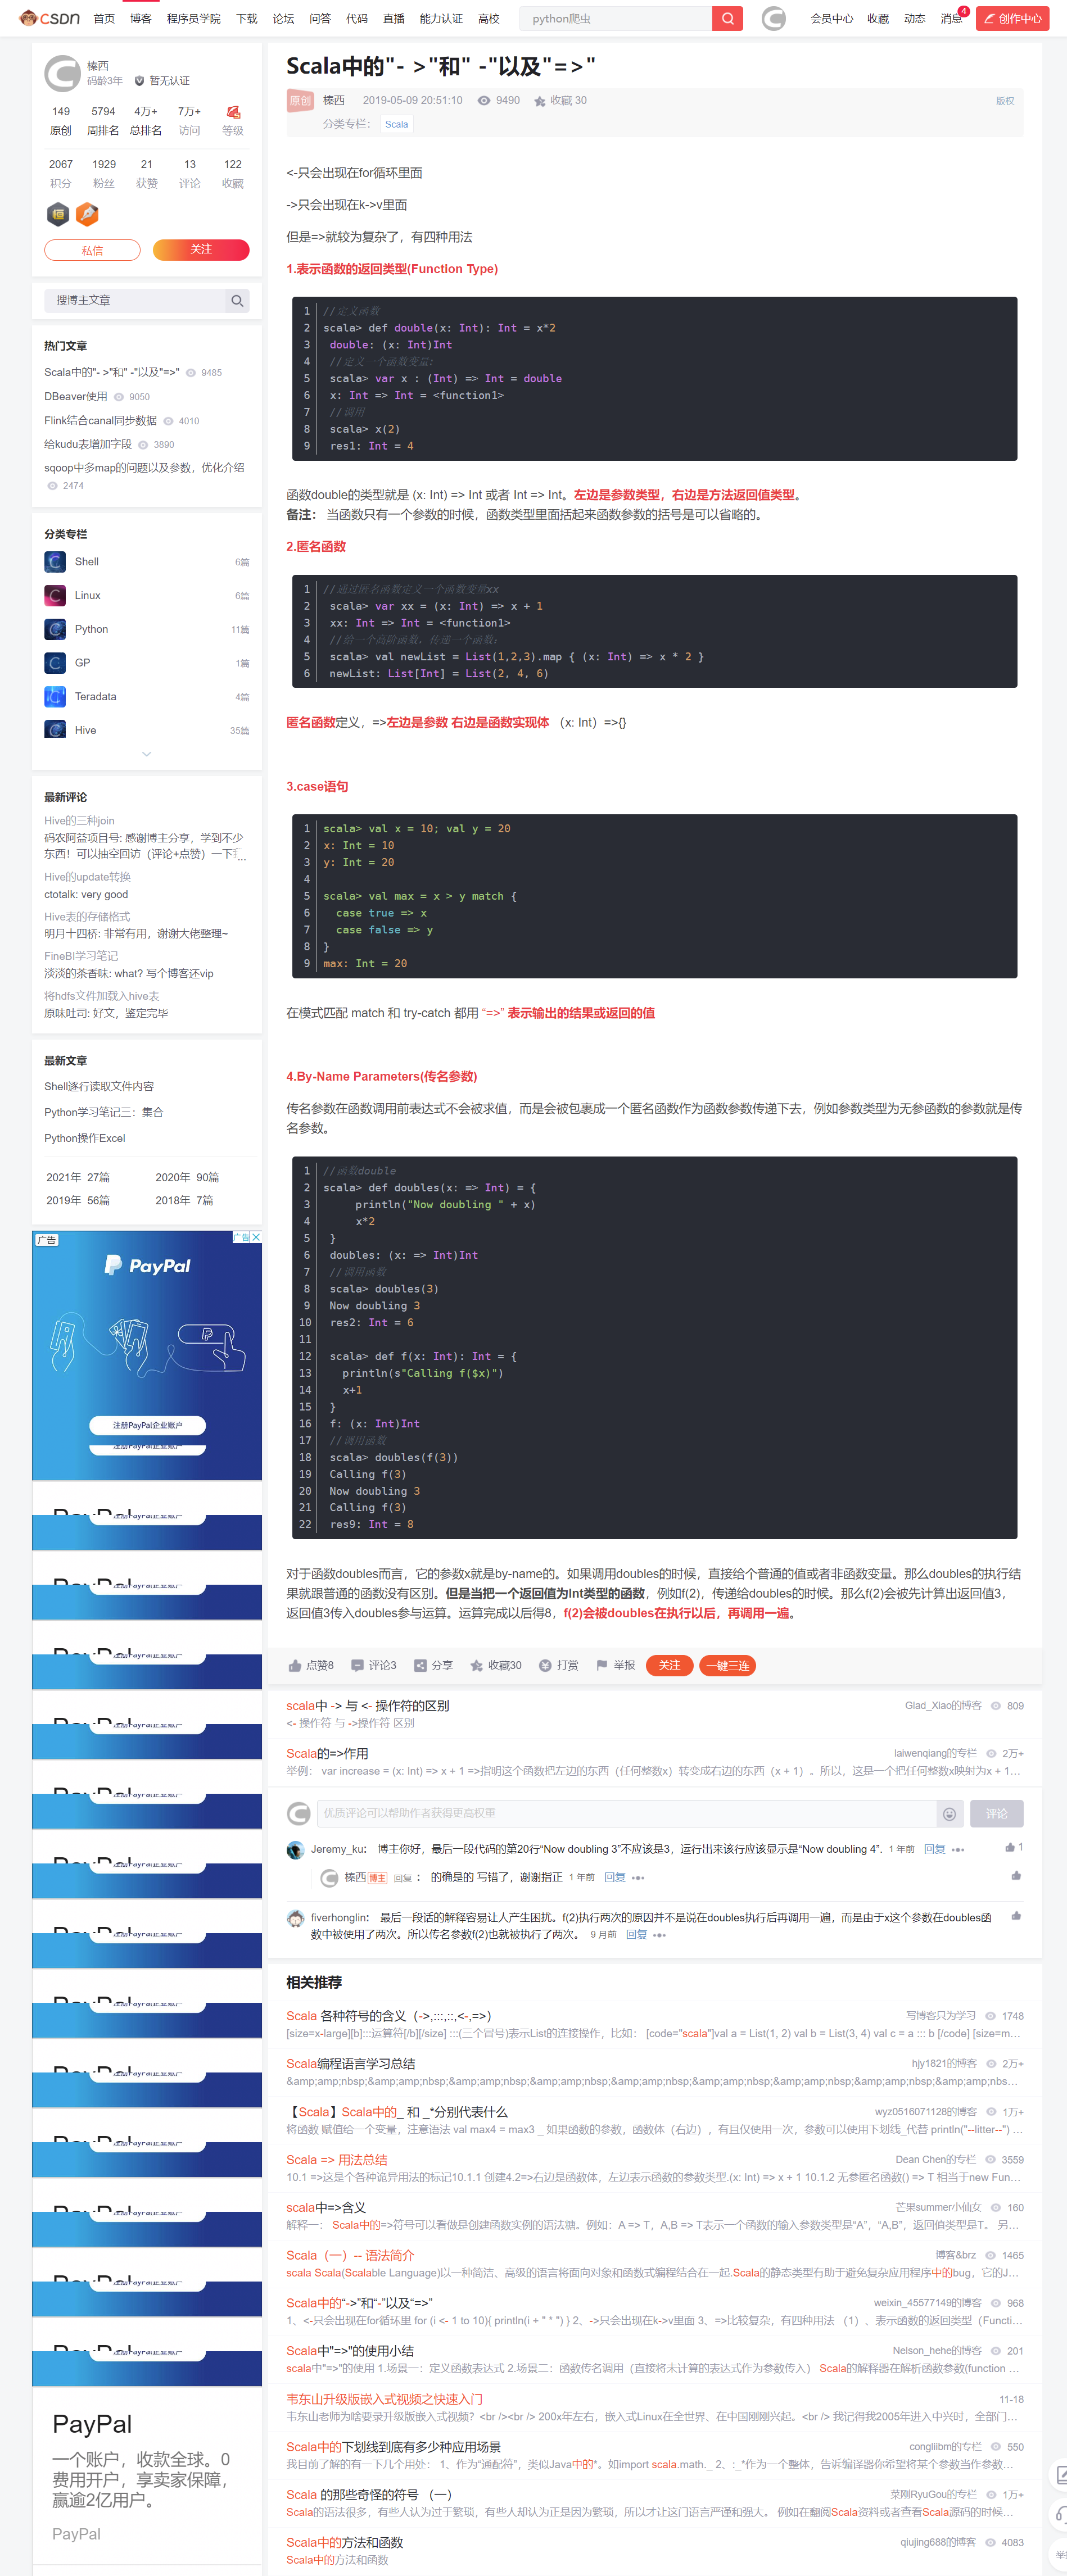 CSDN 首页 博客 程序员学院 下载 论坛 问答 代码 直播 能力认证 高校 python爬虫 会员中心 收藏 动态 消息 4 创作中心
榛西
码龄3年 暂无认证
149 5794 4万+ 7万+
原创 周排名 总排名 访问 等级
2067 1929 21 13 122
积分 粉丝 获赞 评论 收藏
私信 关注
搜博主文章
热门文章
Scala中的"- >"和" -"以及"=>" 9485
DBeaver使用 9050
Flink结合canal同步数据 4010
给kudu表增加字段 3890
sqoop中多map的问题以及参数，优化介绍
2474
分类专栏
Shell 6篇
Linux 6篇
Python 11篇
GP 1篇
Teradata 4篇
Hive 35篇
最新评论
Hive的三种join
码农阿益项目号: 感谢博主分享，学到不少
东西！可以抽空回访（评论+点赞）一下我...
Hive的update转换
ctotalk: very good
Hive表的存储格式
明月十四桥: 非常有用，谢谢大佬整理~
FineBI学习笔记
淡淡的茶香味: what? 写个博客还vip
将hdfs文件加载入hive表
原味吐司: 好文，鉴定完毕
最新文章
Shell逐行读取文件内容
Python学习笔记三：集合
Python操作Excel
2021年 27篇 2020年 90篇
2019年 56篇 2018年 7篇
广告 广告
PayPal
注册PayPal企业账户
PayPal
一个账户，收款全球。0
费用开户，享卖家保障，
赢逾2亿用户。
PayPal
Scala中的"- >"和" -"以及"=>"
原创 榛西 2019-05-09 20:51:10 9490 收藏 30 版权
分类专栏： Scala
<-只会出现在for循环里面
->只会出现在k->v里面
但是=>就较为复杂了，有四种用法
1.表示函数的返回类型(Function Type)
1 //定义函数
2 scala> def double(x: Int): Int = x*2
3 double: (x: Int)Int
4 //定义一个函数变量:
5 scala> var x : (Int) => Int = double
6 x: Int => Int = <function1>
7 //调用
8 scala> x(2)
9 res1: Int = 4
函数double的类型就是 (x: Int) => Int 或者 Int => Int。左边是参数类型，右边是方法返回值类型。
备注： 当函数只有一个参数的时候，函数类型里面括起来函数参数的括号是可以省略的。
2.匿名函数
1 //通过匿名函数定义一个函数变量xx
2 scala> var xx = (x: Int) => x + 1
3 xx: Int => Int = <function1>
4 //给一个高阶函数，传递一个函数:
5 scala> val newList = List(1,2,3).map { (x: Int) => x * 2 }
6 newList: List[Int] = List(2, 4, 6)
匿名函数定义，=>左边是参数 右边是函数实现体 （x: Int）=>{}
3.case语句
1 scala> val x = 10; val y = 20
2 x: Int = 10
3 y: Int = 20
4
5 scala> val max = x > y match {
6 case true => x
7 case false => y
8 }
9 max: Int = 20
在模式匹配 match 和 try-catch 都用 “=>” 表示输出的结果或返回的值
4.By-Name Parameters(传名参数)
传名参数在函数调用前表达式不会被求值，而是会被包裹成一个匿名函数作为函数参数传递下去，例如参数类型为无参函数的参数就是传
名参数。
1 //函数double
2 scala> def doubles(x: => Int) = {
3 println("Now doubling " + x)
4 x*2
5 }
6 doubles: (x: => Int)Int
7 //调用函数
8 scala> doubles(3)
9 Now doubling 3
10 res2: Int = 6
11
12 scala> def f(x: Int): Int = {
13 println(s"Calling f($x)")
14 x+1
15 }
16 f: (x: Int)Int
17 //调用函数
18 scala> doubles(f(3))
19 Calling f(3)
20 Now doubling 3
21 Calling f(3)
22 res9: Int = 8
对于函数doubles而言，它的参数x就是by-name的。如果调用doubles的时候，直接给个普通的值或者非函数变量。那么doubles的执行结
果就跟普通的函数没有区别。但是当把一个返回值为Int类型的函数，例如f(2)，传递给doubles的时候。那么f(2)会被先计算出返回值3，
返回值3传入doubles参与运算。运算完成以后得8，f(2)会被doubles在执行以后，再调用一遍。
点赞8 评论3 分享 收藏30 打赏 举报 关注 一键三连
scala中 -> 与 <- 操作符的区别 Glad_Xiao的博客 809
<- 操作符 与 ->操作符 区别
Scala的=>作用 laiwenqiang的专栏 2万+
举例： var increase = (x: Int) => x + 1 =>指明这个函数把左边的东西（任何整数x）转变成右边的东西（x + 1）。所以，这是一个把任何整数x映射为x + 1...
优质评论可以帮助作者获得更高权重 评论
Jeremy_ku： 博主你好，最后一段代码的第20行“Now doubling 3”不应该是3，运行出来该行应该显示是“Now doubling 4”. 1 年前 回复 1
榛西 博主 回复 ： 的确是的 写错了，谢谢指正 1 年前 回复
fiverhonglin： 最后一段话的解释容易让人产生困扰。f(2)执行两次的原因并不是说在doubles执行后再调用一遍，而是由于x这个参数在doubles函
数中被使用了两次。所以传名参数f(2)也就被执行了两次。 9 月前 回复
相关推荐
Scala 各种符号的含义（->,:::,::,<-,=>） 写博客只为学习 1748
[size=x-large][b]:::运算符[/b][/size] :::(三个冒号)表示List的连接操作，比如： [code="scala"]val a = List(1, 2) val b = List(3, 4) val c = a ::: b [/code] [size=m...
Scala编程语言学习总结 hjy1821的博客 2万+
&amp;amp;nbsp;&amp;amp;nbsp;&amp;amp;nbsp;&amp;amp;nbsp;&amp;amp;nbsp;&amp;amp;nbsp;&amp;amp;nbsp;&amp;amp;nbsp;&amp;amp;nbs...
【Scala】Scala中的_ 和 _*分别代表什么 wyz0516071128的博客 1万+
将函数 赋值给一个变量，注意语法 val max4 = max3 _ 如果函数的参数，函数体（右边），有且仅使用一次，参数可以使用下划线_代替 println("--litter--") ...
Scala => 用法总结 Dean Chen的专栏 3559
10.1 =>这是个各种诡异用法的标记10.1.1 创建4.2=>右边是函数体，左边表示函数的参数类型.(x: Int) => x + 1 10.1.2 无参匿名函数() => T 相当于new Fun...
scala中=>含义 芒果summer小仙女 160
解释一： Scala中的=>符号可以看做是创建函数实例的语法糖。例如：A => T，A,B => T表示一个函数的输入参数类型是“A”，“A,B”，返回值类型是T。 另...
Scala（一）-- 语法简介 博客&brz 1465
scala Scala(Scalable Language)以一种简洁、高级的语言将面向对象和函数式编程结合在一起.Scala的静态类型有助于避免复杂应用程序中的bug，它的J...
Scala中的“->”和“-”以及“=>” weixin_45577149的博客 968
1、<-只会出现在for循环里 for (i <- 1 to 10){ println(i + " * ") } 2、->只会出现在k->v里面 3、=>比较复杂，有四种用法 （1）、表示函数的返回类型（Functi...
Scala中"=>"的使用小结 Nelson_hehe的博客 201
scala中"=>"的使用 1.场景一：定义函数表达式 2.场景二：函数传名调用（直接将未计算的表达式作为参数传入） Scala的解释器在解析函数参数(function ...
韦东山升级版嵌入式视频之快速入门 11-18
韦东山老师为啥要录升级版嵌入式视频？<br /><br /> 200x年左右，嵌入式Linux在全世界、在中国刚刚兴起。<br /> 我记得我2005年进入中兴时，全部门...
Scala中的下划线到底有多少种应用场景 congliibm的专栏 550
我目前了解的有一下几个用处： 1、作为“通配符”，类似Java中的*。如import scala.math._ 2、:_*作为一个整体，告诉编译器你希望将某个参数当作参数...
Scala 的那些奇怪的符号 （一） 菜刚RyuGou的专栏 1万+
Scala的语法很多，有些人认为过于繁琐，有些人却认为正是因为繁琐，所以才让这门语言严谨和强大。 例如在翻阅Scala资料或者查看Scala源码的时候...
Scala中的方法和函数 qiujing688的博客 4083
Scala中的方法和函数
举报